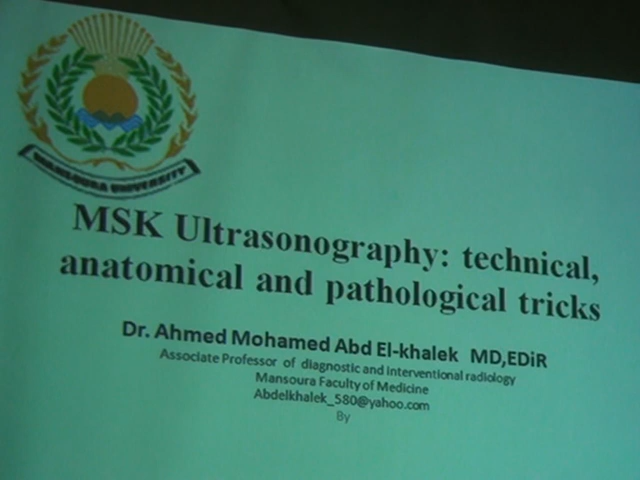 MANSOURA UNIVERSITY
MSK Ultrasonography: technical,
anatomical and pathological tricks
Dr. Ahmed Mohamed Abd El-khalek MD,EDiR
Associate Professor of diagnostic and interventional radiology
Mansoura Faculty of Medicine
Abdelkhalek_580@yahoo.com
By